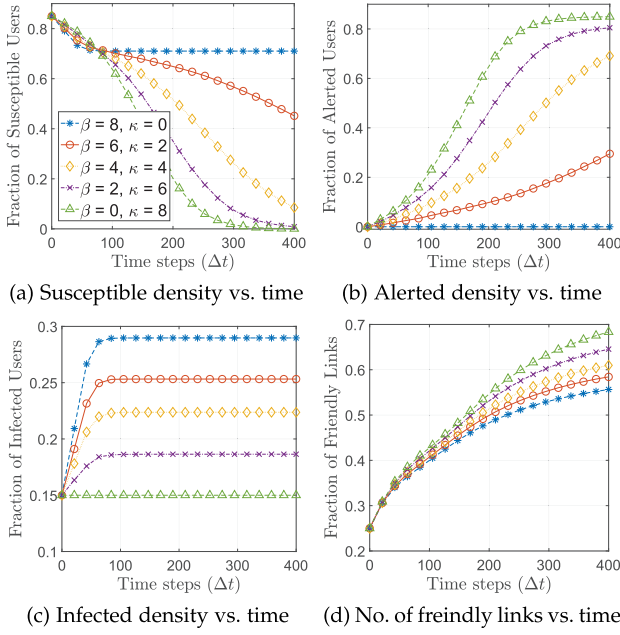 Fraction of Susceptible Users
0.8
0.6
0.4
0.2
0
β = 8, κ = 0
β = 6, κ = 2
β = 4, κ = 4
β = 2, κ = 6
β = 0, κ = 8
0 100 200 300 400
Time steps (Δt)
(a) Susceptible density vs. time
Fraction of Alerted Users
0.8
0.6
0.4
0.2
0
0 100 200 300 400
Time steps (Δt)
(b) Alerted density vs. time
Fraction of Infected Users
0.3
0.25
0.2
0.15
0.1
0 100 200 300 400
Time steps (Δt)
(c) Infected density vs. time
Fraction of Friendly Links
0.7
0.6
0.5
0.4
0.3
0.2
0 100 200 300 400
Time steps (Δt)
(d) No. of freindly links vs. time